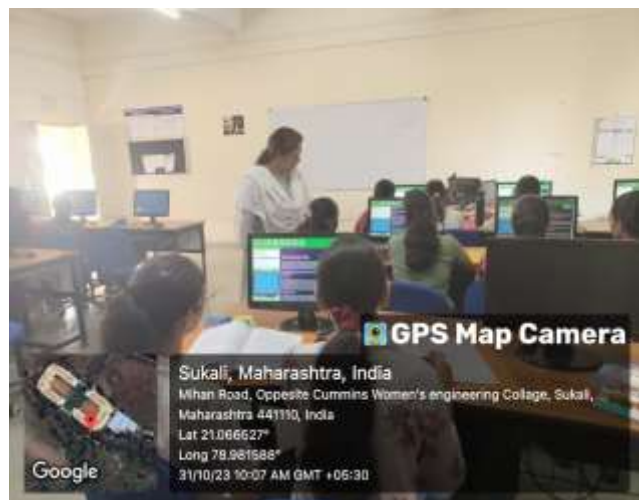 GPS Map Camera
Sukali, Maharashtra, India
Mihan Road, Opposite Cummins Women's engineering Collage, Sukali, ...
Maharashtra 441110, India
Lat 21.066527°
Long 78.981588°
31/10/23 10:07 AM GMT +05:30
Google